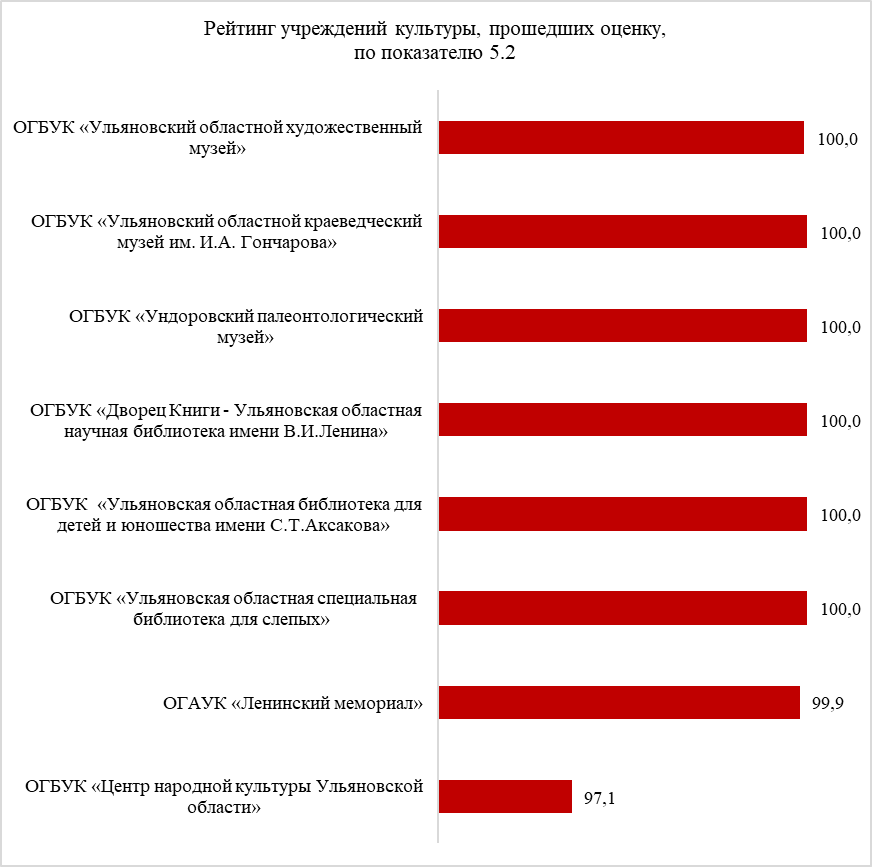 Рейтинг учреждений культуры, прошедших оценку,
по показателю 5.2
ОГБУК «Ульяновский областной художественный
музей»
100,0
ОГБУК «Ульяновский областной краеведческий
музей им. И.А. Гончарова»
100,0
ОГБУК «Ундоровский палеонтологический
музей»
100,0
ОГБУК «Дворец Книги - Ульяновская областная
научная библиотека имени В.И.Ленина»
100,0
ОГБУК «Ульяновская областная библиотека для
детей и юношества имени С.Т.Аксакова»
100,0
ОГБУК «Ульяновская областная специальная
библиотека для слепых»
100,0
ОГАУК «Ленинский мемориал»
99,9
ОГБУК «Центр народной культуры Ульяновской
области»
97,1